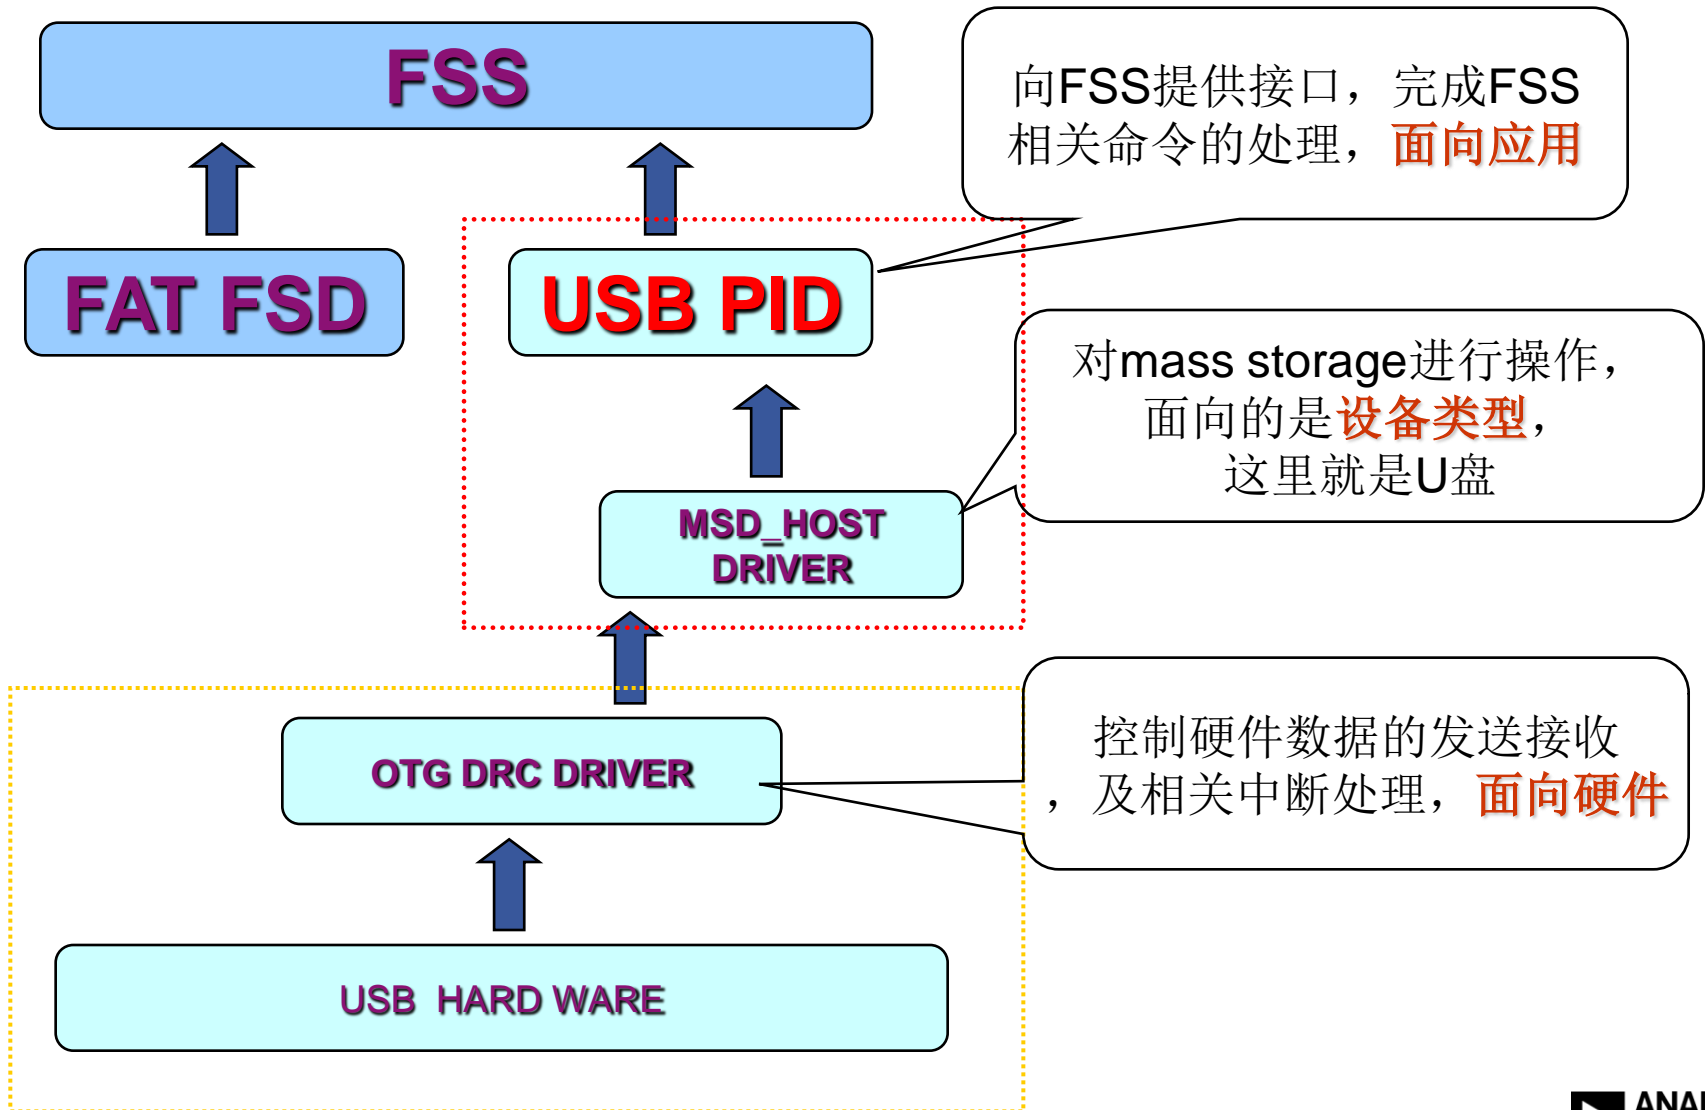 FSS
向FSS提供接口，完成FSS
相关命令的处理，面向应用
FAT FSD
USB PID
对mass storage进行操作，
面向的是设备类型，
这里就是U盘
MSD_HOST
DRIVER
OTG DRC DRIVER
控制硬件数据的发送接收
，及相关中断处理，面向硬件
USB HARD WARE